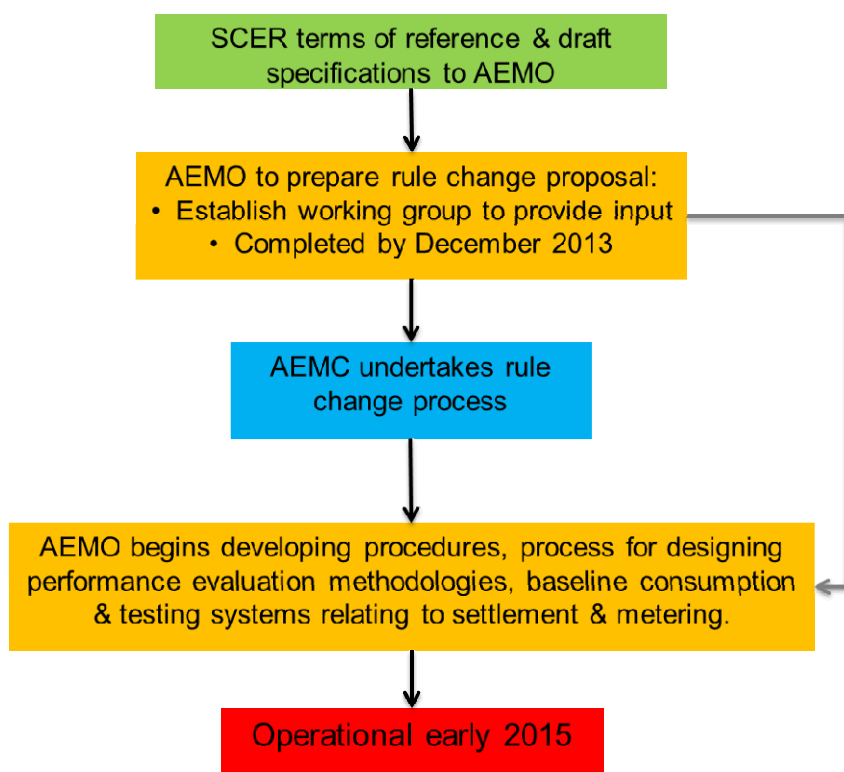 SCER terms of reference & draft
specifications to AEMO
AEMO to prepare rule change proposal:
• Establish working group to provide input
• Completed by December 2013
AEMC undertakes rule
change process
AEMO begins developing procedures, process for designing
performance evaluation methodologies, baseline consumption
& testing systems relating to settlement & metering.
Operational early 2015